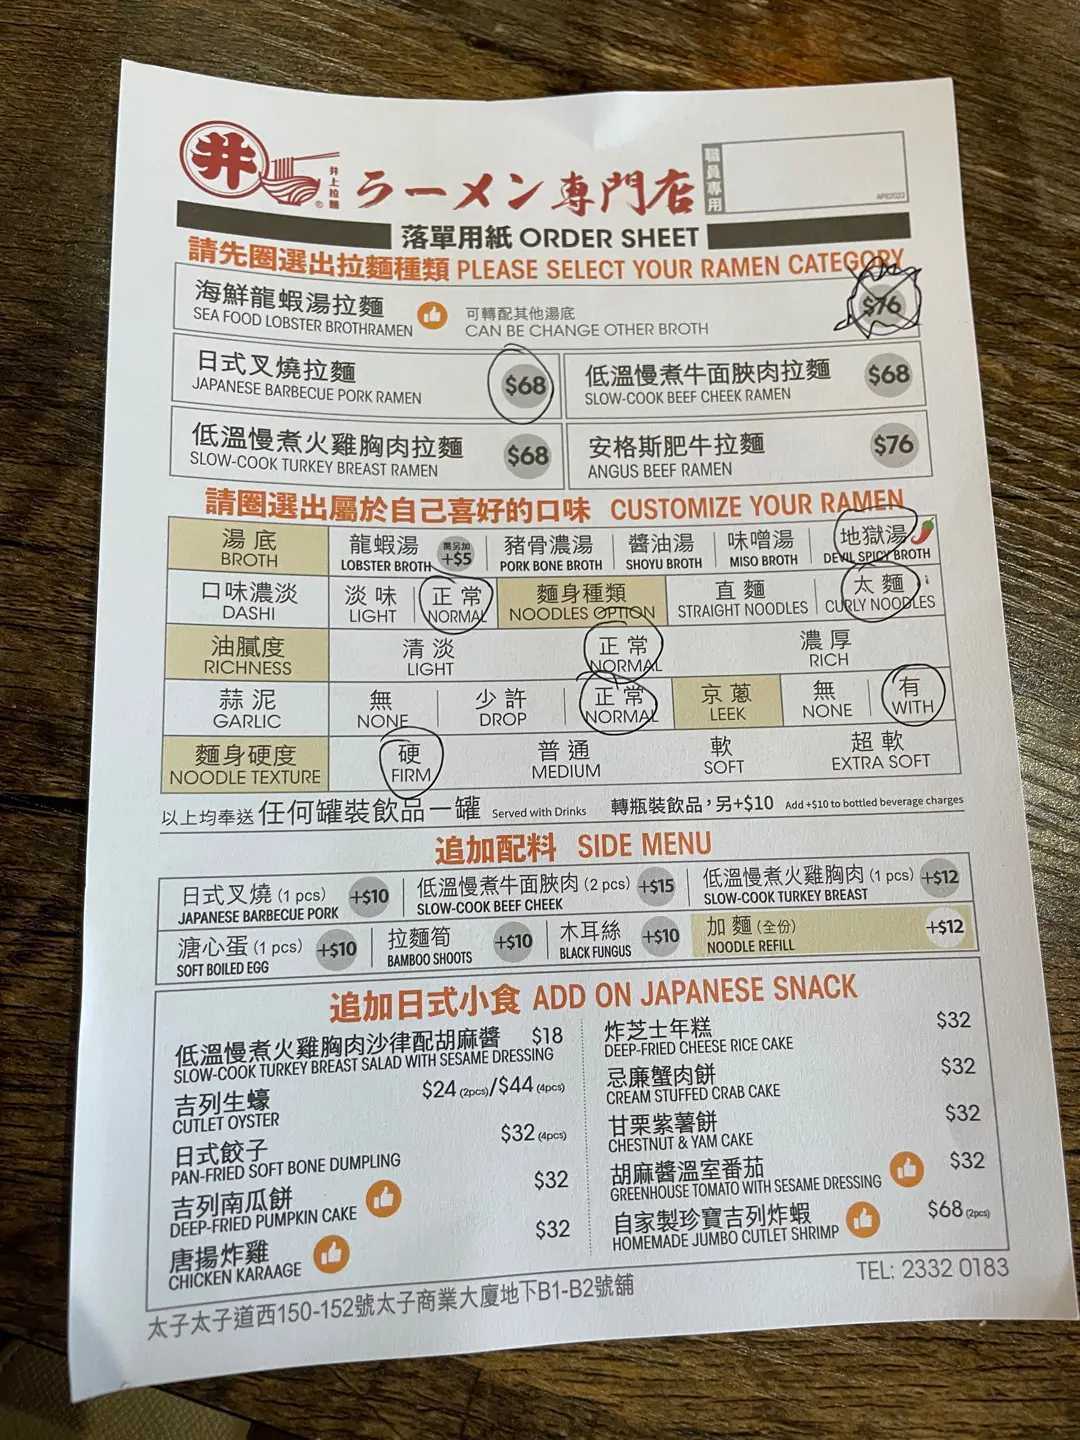 井
井上拉麵
®
ラーメン専門店
職員專用
APR2023
落單用紙 ORDER SHEET
請先圈選出拉麵種類 PLEASE SELECT YOUR RAMEN CATEGORY
海鮮龍蝦湯拉麵
SEA FOOD LOBSTER BROTHRAMEN
可轉配其他湯底
CAN BE CHANGE OTHER BROTH
$76
日式叉燒拉麵
JAPANESE BARBECUE PORK RAMEN
$68
低溫慢煮牛面脥肉拉麵
SLOW-COOK BEEF CHEEK RAMEN
$68
低溫慢煮火雞胸肉拉麵
SLOW-COOK TURKEY BREAST RAMEN
$68
安格斯肥牛拉麵
ANGUS BEEF RAMEN
$76
請圈選出屬於自己喜好的口味 CUSTOMIZE YOUR RAMEN
湯底 龍蝦湯 需另加 +$5 豬骨濃湯 醬油湯 味噌湯 地獄湯
BROTH LOBSTER BROTH PORK BONE BROTH SHOYU BROTH MISO BROTH DEVIL SPICY BROTH
口味濃淡 淡味 正常 麵身種類 直麵 太麵
DASHI LIGHT NORMAL NOODLES OPTION STRAIGHT NOODLES CURLY NOODLES
油膩度 清淡 正常 濃厚
RICHNESS LIGHT NORMAL RICH
蒜泥 無 少許 正常 京蔥 無 有
GARLIC NONE DROP NORMAL LEEK NONE WITH
麵身硬度 硬 普通 軟 超軟
NOODLE TEXTURE FIRM MEDIUM SOFT EXTRA SOFT
以上均奉送 任何罐裝飲品一罐 Served with Drinks 轉瓶裝飲品，另+$10 Add +$10 to bottled beverage charges
追加配料 SIDE MENU
日式叉燒 (1 pcs) +$10
JAPANESE BARBECUE PORK
低溫慢煮牛面脥肉 (2 pcs) +$15
SLOW-COOK BEEF CHEEK
低溫慢煮火雞胸肉 (1 pcs) +$12
SLOW-COOK TURKEY BREAST
溏心蛋 (1 pcs) +$10
SOFT BOILED EGG
拉麵筍 +$10
BAMBOO SHOOTS
木耳絲 +$10
BLACK FUNGUS
加麵 (全份) +$12
NOODLE REFILL
追加日式小食 ADD ON JAPANESE SNACK
低溫慢煮火雞胸肉沙律配胡麻醬 $18
SLOW-COOK TURKEY BREAST SALAD WITH SESAME DRESSING
吉列生蠔 $24 (2pcs)/$44 (4pcs)
CUTLET OYSTER
日式餃子 $32 (4pcs)
PAN-FRIED SOFT BONE DUMPLING
吉列南瓜餅 $32
DEEP-FRIED PUMPKIN CAKE
唐揚炸雞 $32
CHICKEN KARAAGE
炸芝士年糕 $32
DEEP-FRIED CHEESE RICE CAKE
忌廉蟹肉餅 $32
CREAM STUFFED CRAB CAKE
甘栗紫薯餅 $32
CHESTNUT & YAM CAKE
胡麻醬溫室番茄 $32
GREENHOUSE TOMATO WITH SESAME DRESSING
自家製珍寶吉列炸蝦 $68 (2pcs)
HOMEMADE JUMBO CUTLET SHRIMP
太子太子道西150-152號太子商業大廈地下B1-B2號舖
TEL: 2332 0183